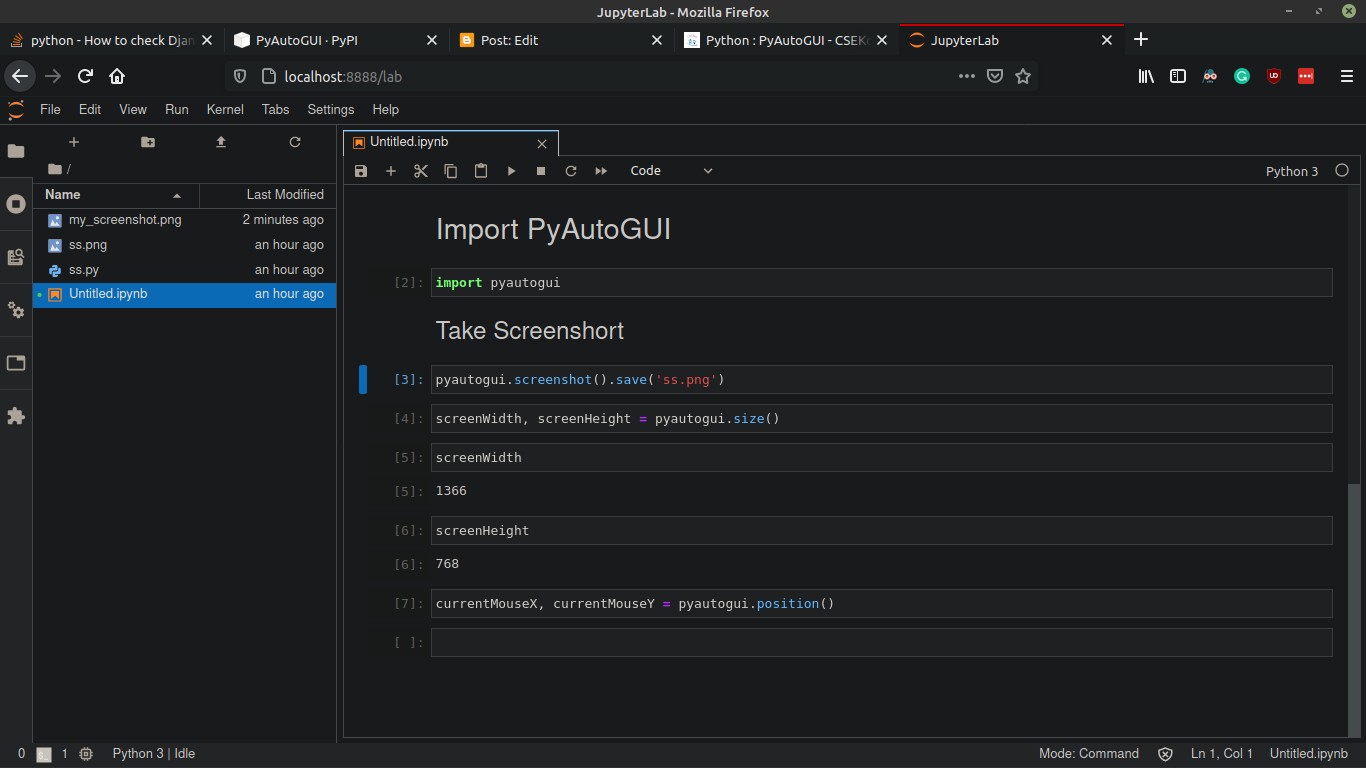 JupyterLab - Mozilla Firefox
python - How to check Djan
PyAutoGUI · PyPI
Post: Edit
Python : PyAutoGUI - CSEKo
JupyterLab
localhost:8888/lab
File Edit View Run Kernel Tabs Settings Help
Untitled.ipynb
/
Code
Python 3
Name Last Modified
my_screenshot.png 2 minutes ago
ss.png an hour ago
ss.py an hour ago
Untitled.ipynb an hour ago
Import PyAutoGUI
[2]: import pyautogui
Take Screenshort
[3]: pyautogui.screenshot().save('ss.png')
[4]: screenWidth, screenHeight = pyautogui.size()
[5]: screenWidth
[5]: 1366
[6]: screenHeight
[6]: 768
[7]: currentMouseX, currentMouseY = pyautogui.position()
[ ]:
0 1 Python 3 | Idle Mode: Command Ln 1, Col 1 Untitled.ipynb